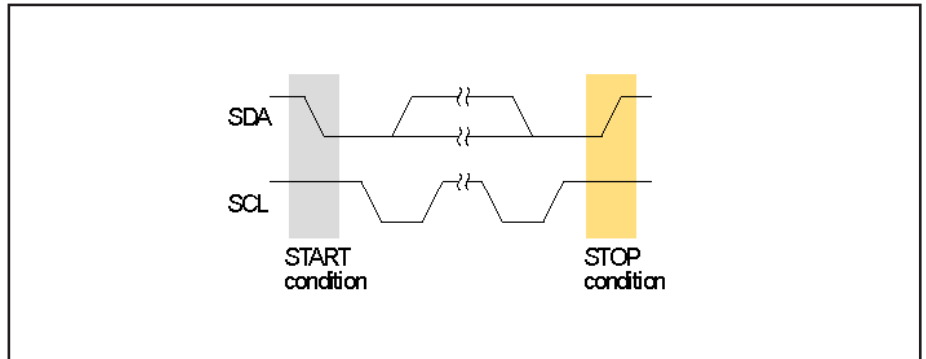 SDA
SCL
START
condition
STOP
condition